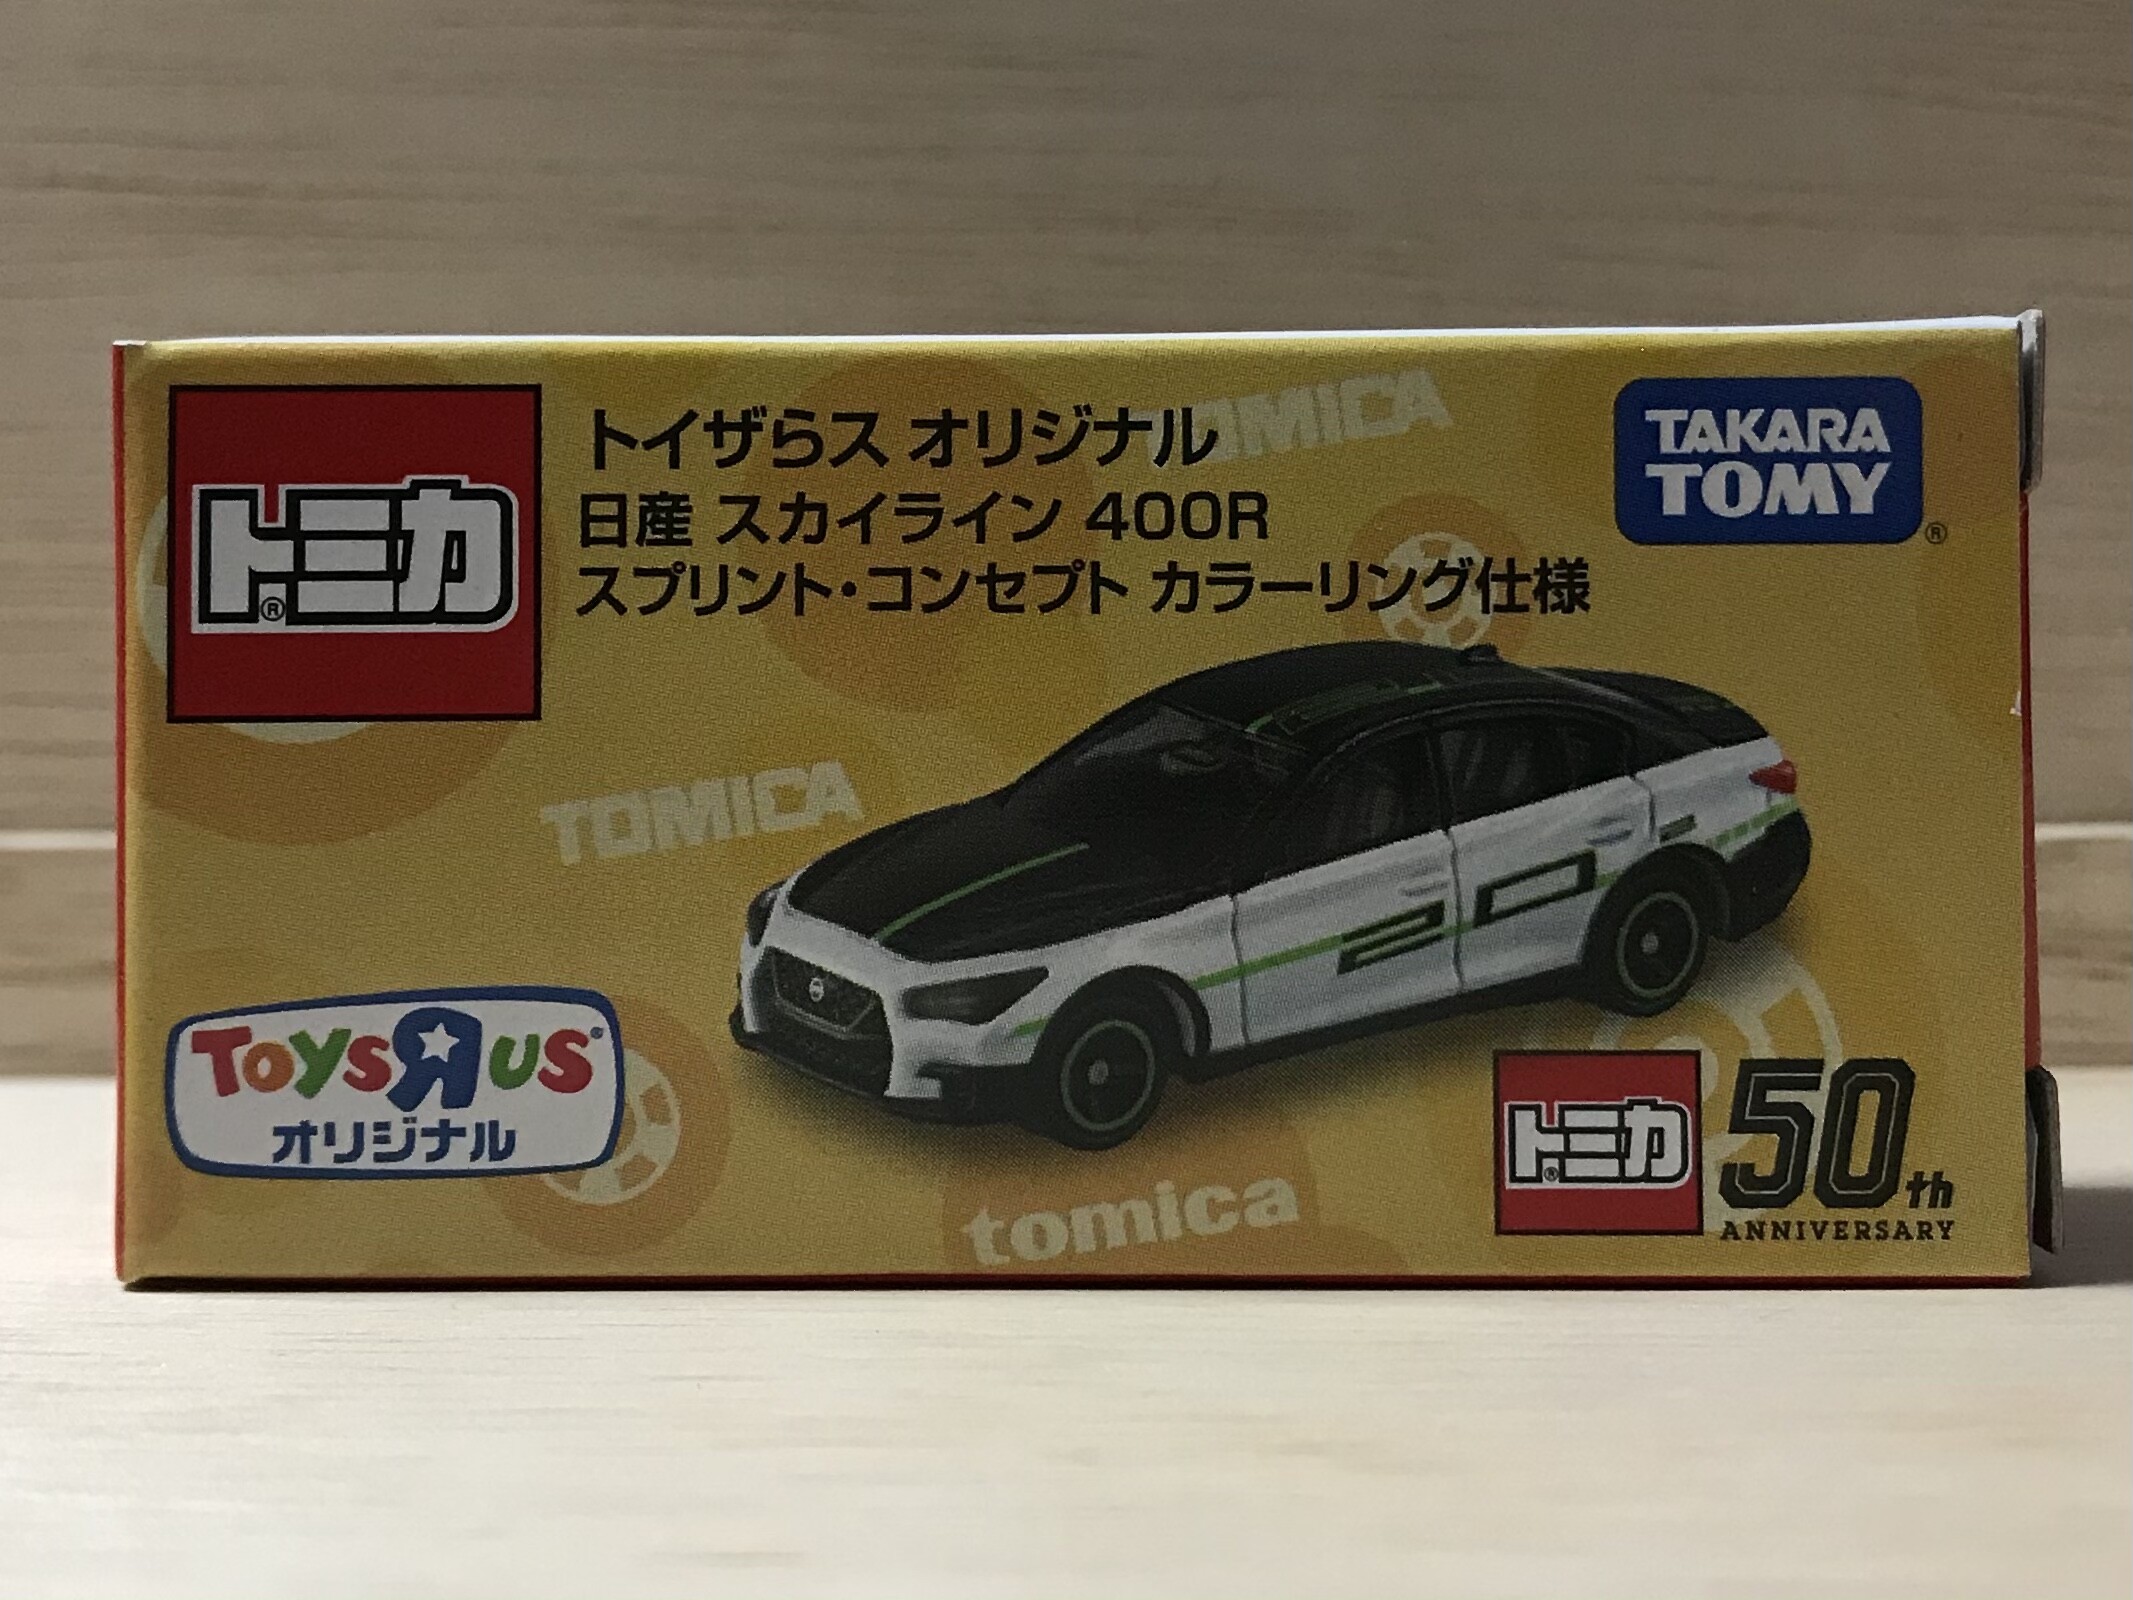 トミカ®
トイザらス オリジナル
日産 スカイライン 400R
スプリント・コンセプト カラーリング仕様
TAKARA
TOMY®
TOMICA
TOMICA
20
ToysЯus®
オリジナル
tomica
トミカ®
50th
ANNIVERSARY